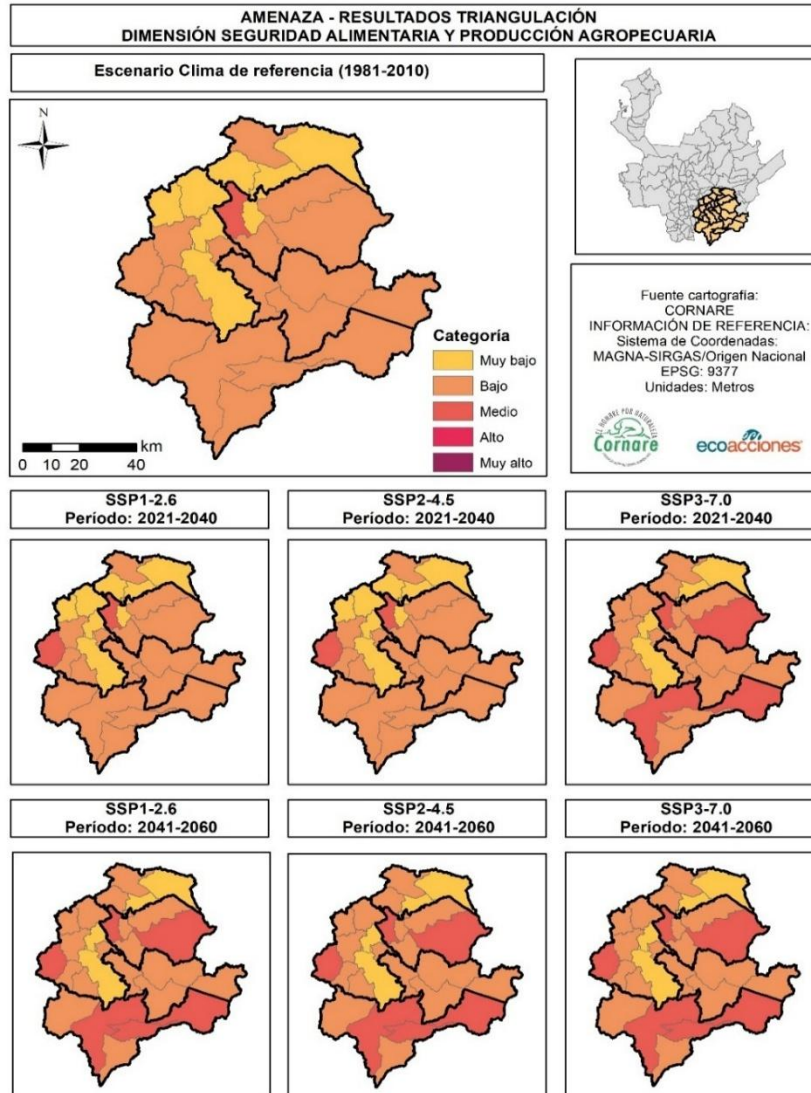 AMENAZA - RESULTADOS TRIANGULACIÓN
DIMENSIÓN SEGURIDAD ALIMENTARIA Y PRODUCCIÓN AGROPECUARIA
Escenario Clima de referencia (1981-2010)
N
Categoría
Muy bajo
Bajo
Medio
Alto
Muy alto
km
0 10 20 40
Fuente cartografía:
CORNARE
INFORMACIÓN DE REFERENCIA:
Sistema de Coordenadas:
MAGNA-SIRGAS/Origen Nacional
EPSG: 9377
Unidades: Metros
EL HOMBRE POR NATURALEZA
Cornare
ecoacciones
SSP1-2.6
Período: 2021-2040
SSP2-4.5
Período: 2021-2040
SSP3-7.0
Período: 2021-2040
SSP1-2.6
Período: 2041-2060
SSP2-4.5
Período: 2041-2060
SSP3-7.0
Período: 2041-2060